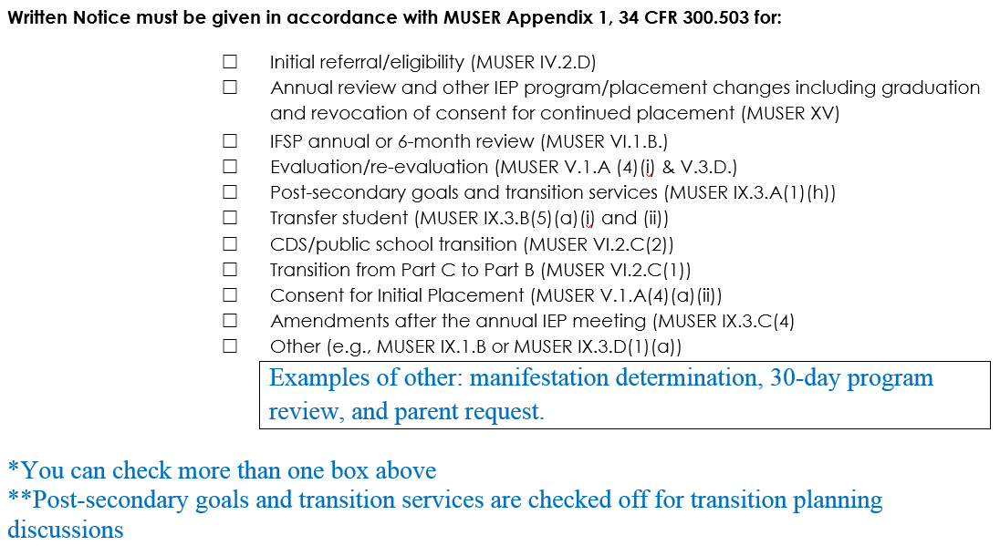 Written Notice must be given in accordance with MUSER Appendix 1, 34 CFR 300.503 for:
☐ Initial referral/eligibility (MUSER IV.2.D)
☐ Annual review and other IEP program/placement changes including graduation
and revocation of consent for continued placement (MUSER XV)
☐ IFSP annual or 6-month review (MUSER VI.1.B.)
☐ Evaluation/re-evaluation (MUSER V.1.A (4)(i) & V.3.D.)
☐ Post-secondary goals and transition services (MUSER IX.3.A(1)(h))
☐ Transfer student (MUSER IX.3.B(5)(a)(i) and (ii))
☐ CDS/public school transition (MUSER VI.2.C(2))
☐ Transition from Part C to Part B (MUSER VI.2.C(1))
☐ Consent for Initial Placement (MUSER V.1.A(4)(a)(ii))
☐ Amendments after the annual IEP meeting (MUSER IX.3.C(4)
☐ Other (e.g., MUSER IX.1.B or MUSER IX.3.D(1)(a))
Examples of other: manifestation determination, 30-day program
review, and parent request.
*You can check more than one box above
**Post-secondary goals and transition services are checked off for transition planning
discussions